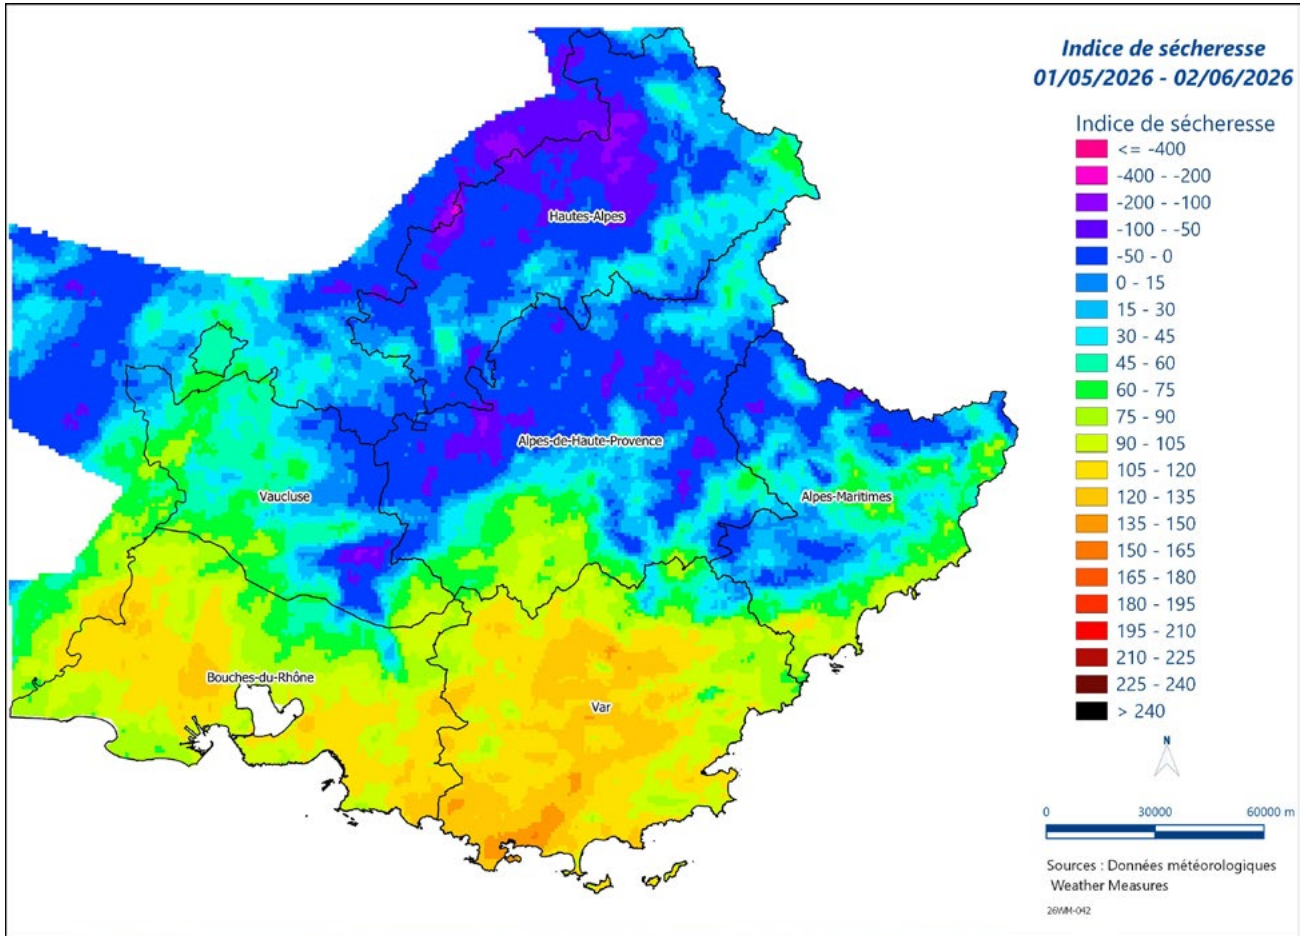 Indice de sécheresse
01/05/2026 - 02/06/2026
Indice de sécheresse
<= -400
-400 - -200
-200 - -100
-100 - -50
-50 - 0
0 - 15
15 - 30
30 - 45
45 - 60
60 - 75
75 - 90
90 - 105
105 - 120
120 - 135
135 - 150
150 - 165
165 - 180
180 - 195
195 - 210
210 - 225
225 - 240
> 240
Hautes-Alpes
Alpes-de-Haute-Provence
Vaucluse
Alpes-Maritimes
Bouches-du-Rhône
Var
N
0 30000 60000 m
Sources : Données météorologiques
Weather Measures
26WM-042